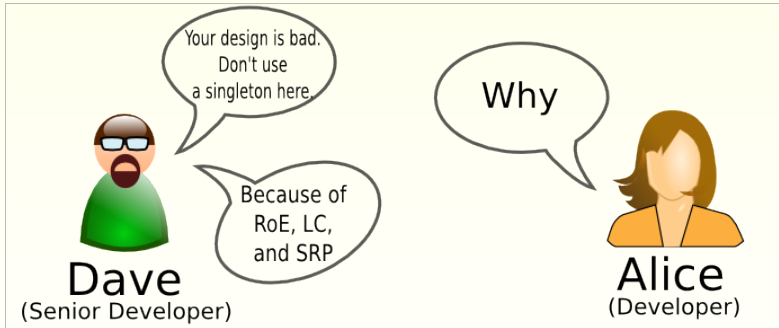 Your design is bad.
Don't use
a singleton here.
Why
Because of
RoE, LC,
and SRP
Dave
(Senior Developer)
Alice
(Developer)